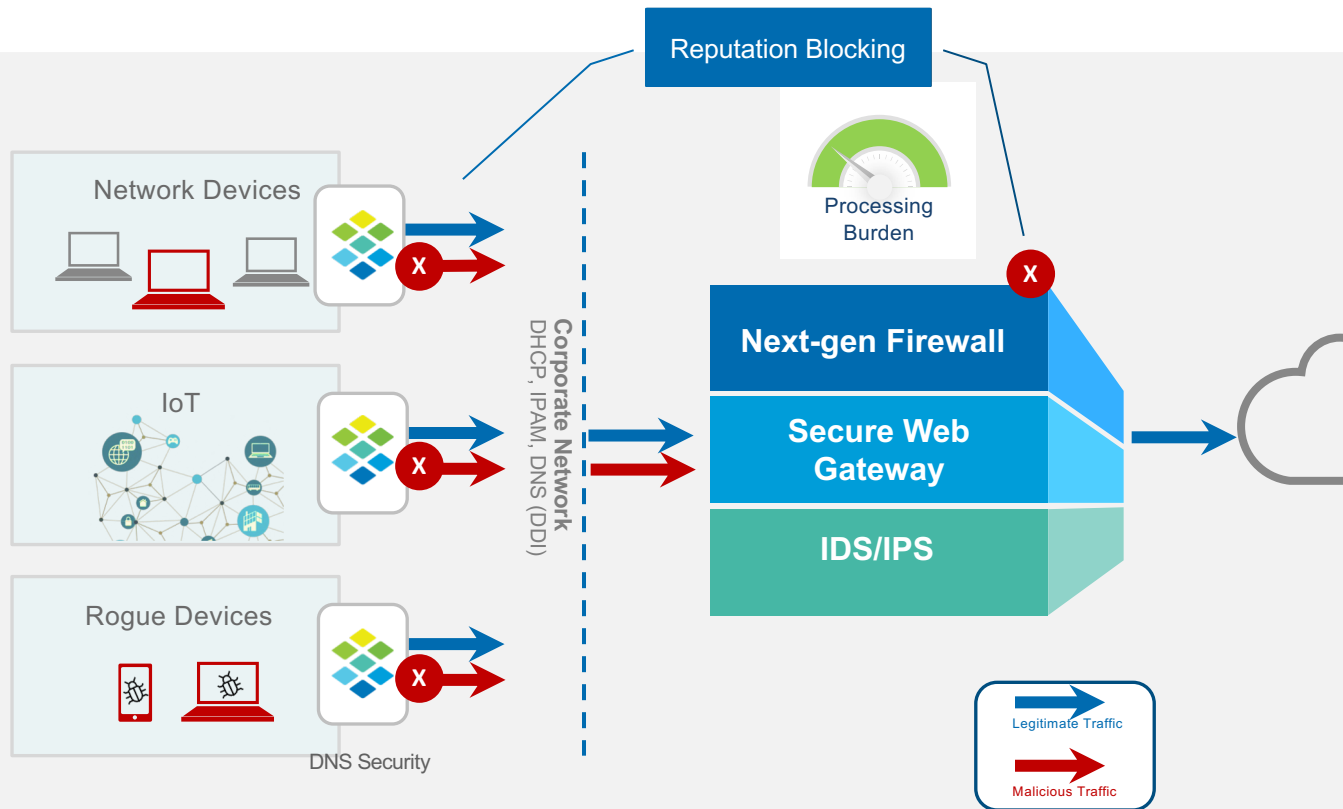 Reputation Blocking
Processing
Burden
Network Devices
X
X
Next-gen Firewall
Corporate Network
DHCP, IPAM, DNS (DDI)
IoT
X
Secure Web
Gateway
IDS/IPS
Rogue Devices
X
DNS Security
Legitimate Traffic
Malicious Traffic